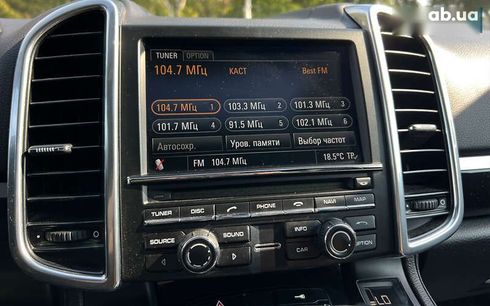 ab.ua
TUNER OPTION
104.7 МГц КАСТ Best FM
104.7 МГц 1 103.3 МГц 2 101.3 МГц 3
101.7 МГц 4 91.5 МГц 5 102.1 МГц 6
Автосохр. Уров. памяти Выбор частот
FM 104.7 МГц 18.5°C TP
TUNER DISC PHONE NAVI MAP
SOURCE SOUND INFO TRIP
CAR OPTION